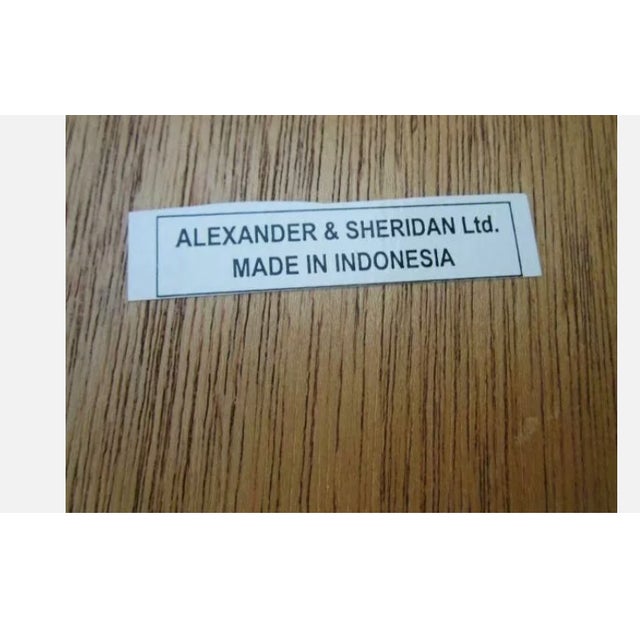 ALEXANDER & SHERIDAN Ltd.
MADE IN INDONESIA